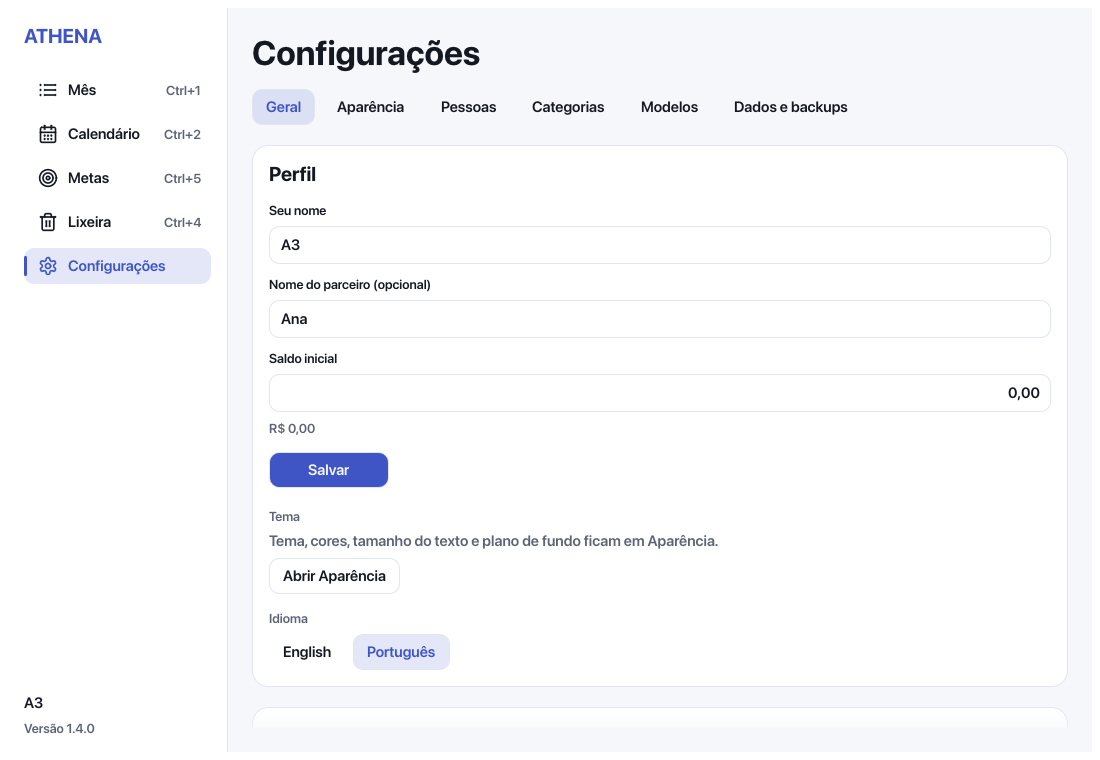 ATHENA
Mês Ctrl+1
Calendário Ctrl+2
Metas Ctrl+5
Lixeira Ctrl+4
Configurações
A3
Versão 1.4.0
Configurações
Geral Aparência Pessoas Categorias Modelos Dados e backups
Perfil
Seu nome
A3
Nome do parceiro (opcional)
Ana
Saldo inicial
0,00
R$ 0,00
Salvar
Tema
Tema, cores, tamanho do texto e plano de fundo ficam em Aparência.
Abrir Aparência
Idioma
English Português